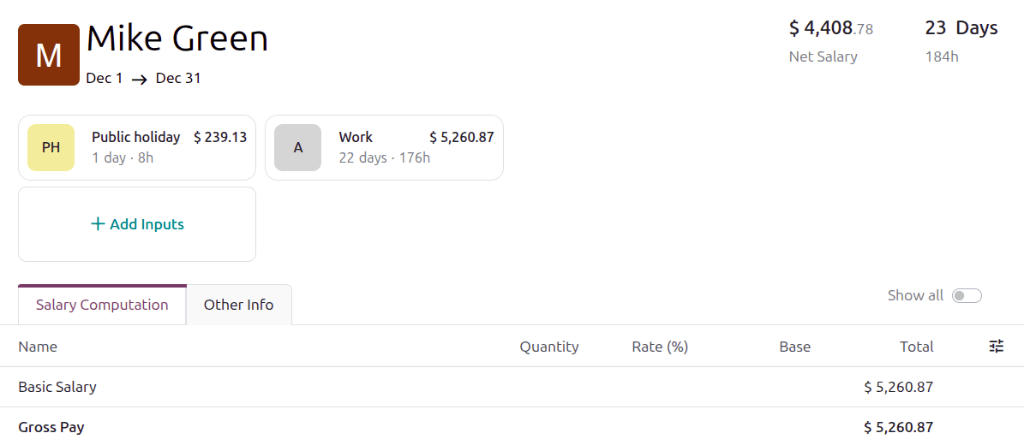 M
Mike Green
Dec 1 → Dec 31
$ 4,408.78
Net Salary
23 Days
184h
PH
Public holiday $ 239.13
1 day · 8h
A
Work $ 5,260.87
22 days · 176h
+ Add Inputs
Salary Computation Other Info
Show all
Name Quantity Rate (%) Base Total
Basic Salary $ 5,260.87
Gross Pay $ 5,260.87